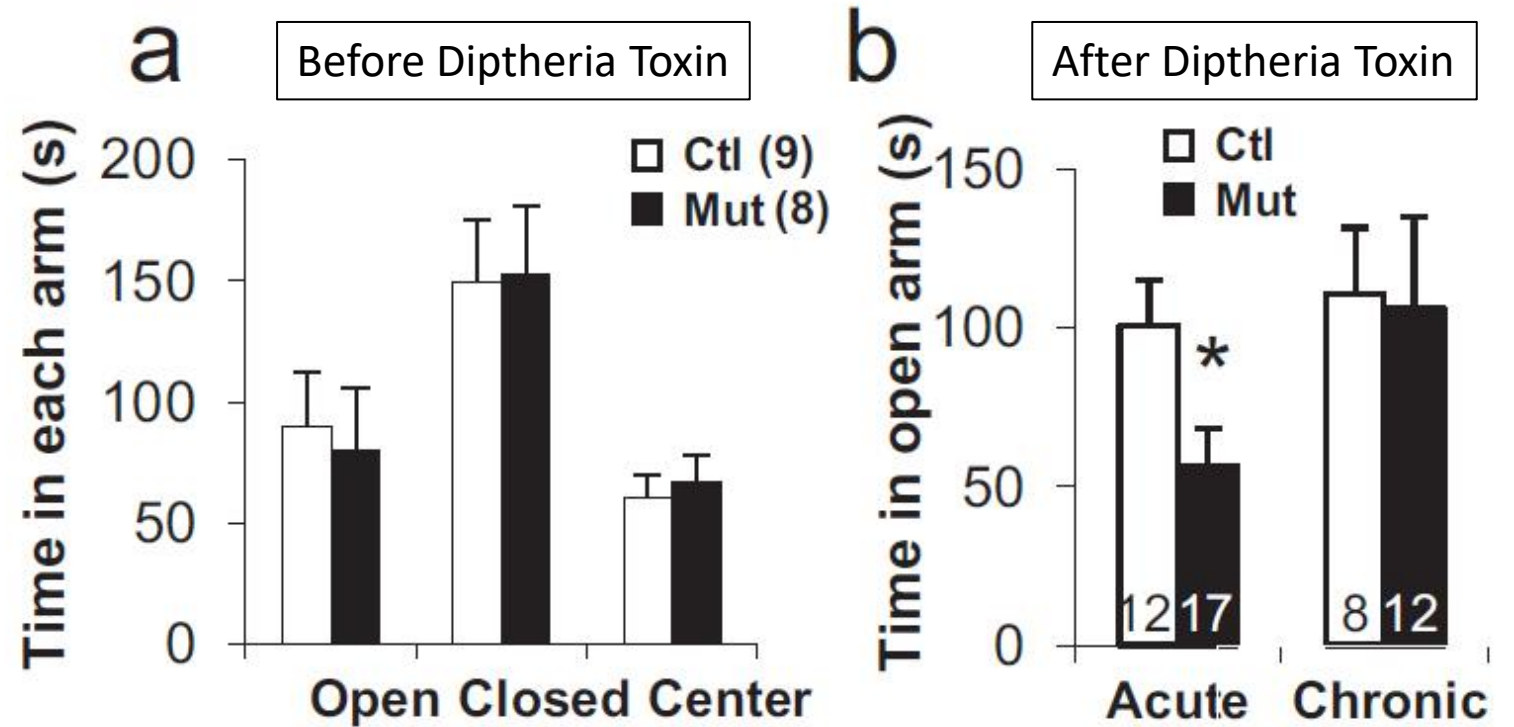 a
Before Diptheria Toxin
Time in each arm (s)
200
150
100
50
0
Ctl (9)
Mut (8)
Open Closed Center
b
After Diptheria Toxin
Time in open arm (s)
150
100
50
0
Ctl
Mut
*
12 17
8 12
Acute Chronic